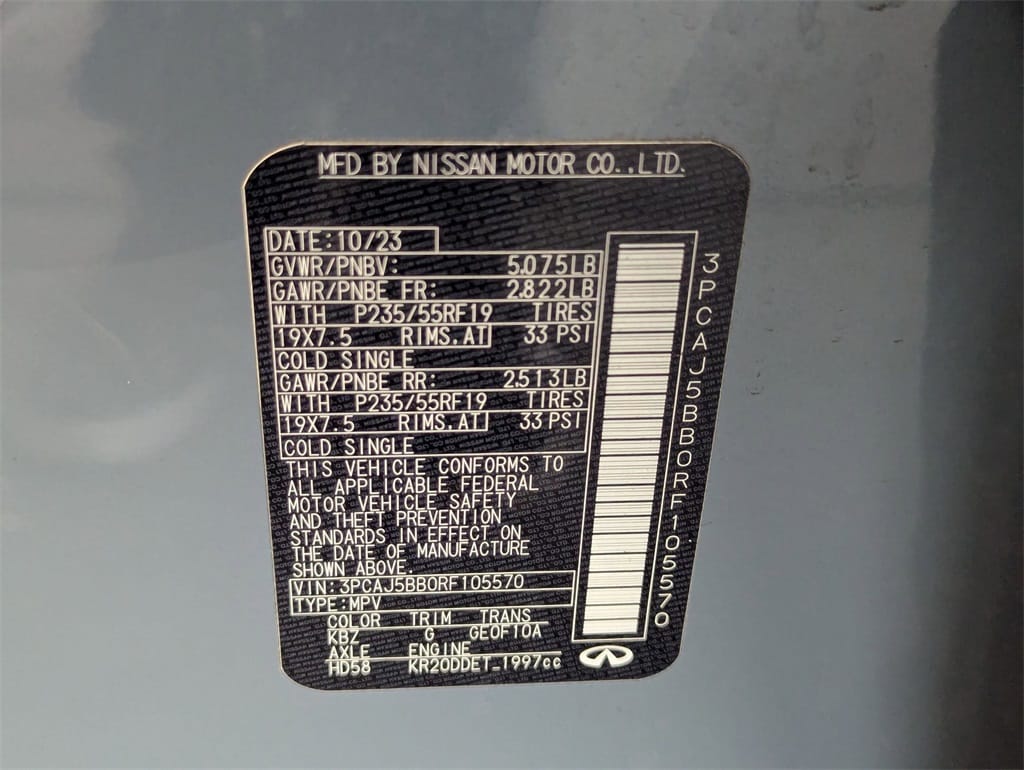 MFD BY NISSAN MOTOR CO.,LTD.
DATE:10/23
GVWR/PNBV: 5,075LB
GAWR/PNBE FR: 2,822LB
WITH P235/55RF19 TIRES
19X7.5 RIMS.AT 33 PSI
COLD SINGLE
GAWR/PNBE RR: 2,513LB
WITH P235/55RF19 TIRES
19X7.5 RIMS.AT 33 PSI
COLD SINGLE
THIS VEHICLE CONFORMS TO
ALL APPLICABLE FEDERAL
MOTOR VEHICLE SAFETY
AND THEFT PREVENTION
STANDARDS IN EFFECT ON
THE DATE OF MANUFACTURE
SHOWN ABOVE.
VIN:3PCAJ5BB0RF105570
TYPE:MPV
COLOR TRIM TRANS
KBZ G GE0F10A
AXLE ENGINE
HD58 KR20DDET-1997cc
3PCAJ5BB0RF105570